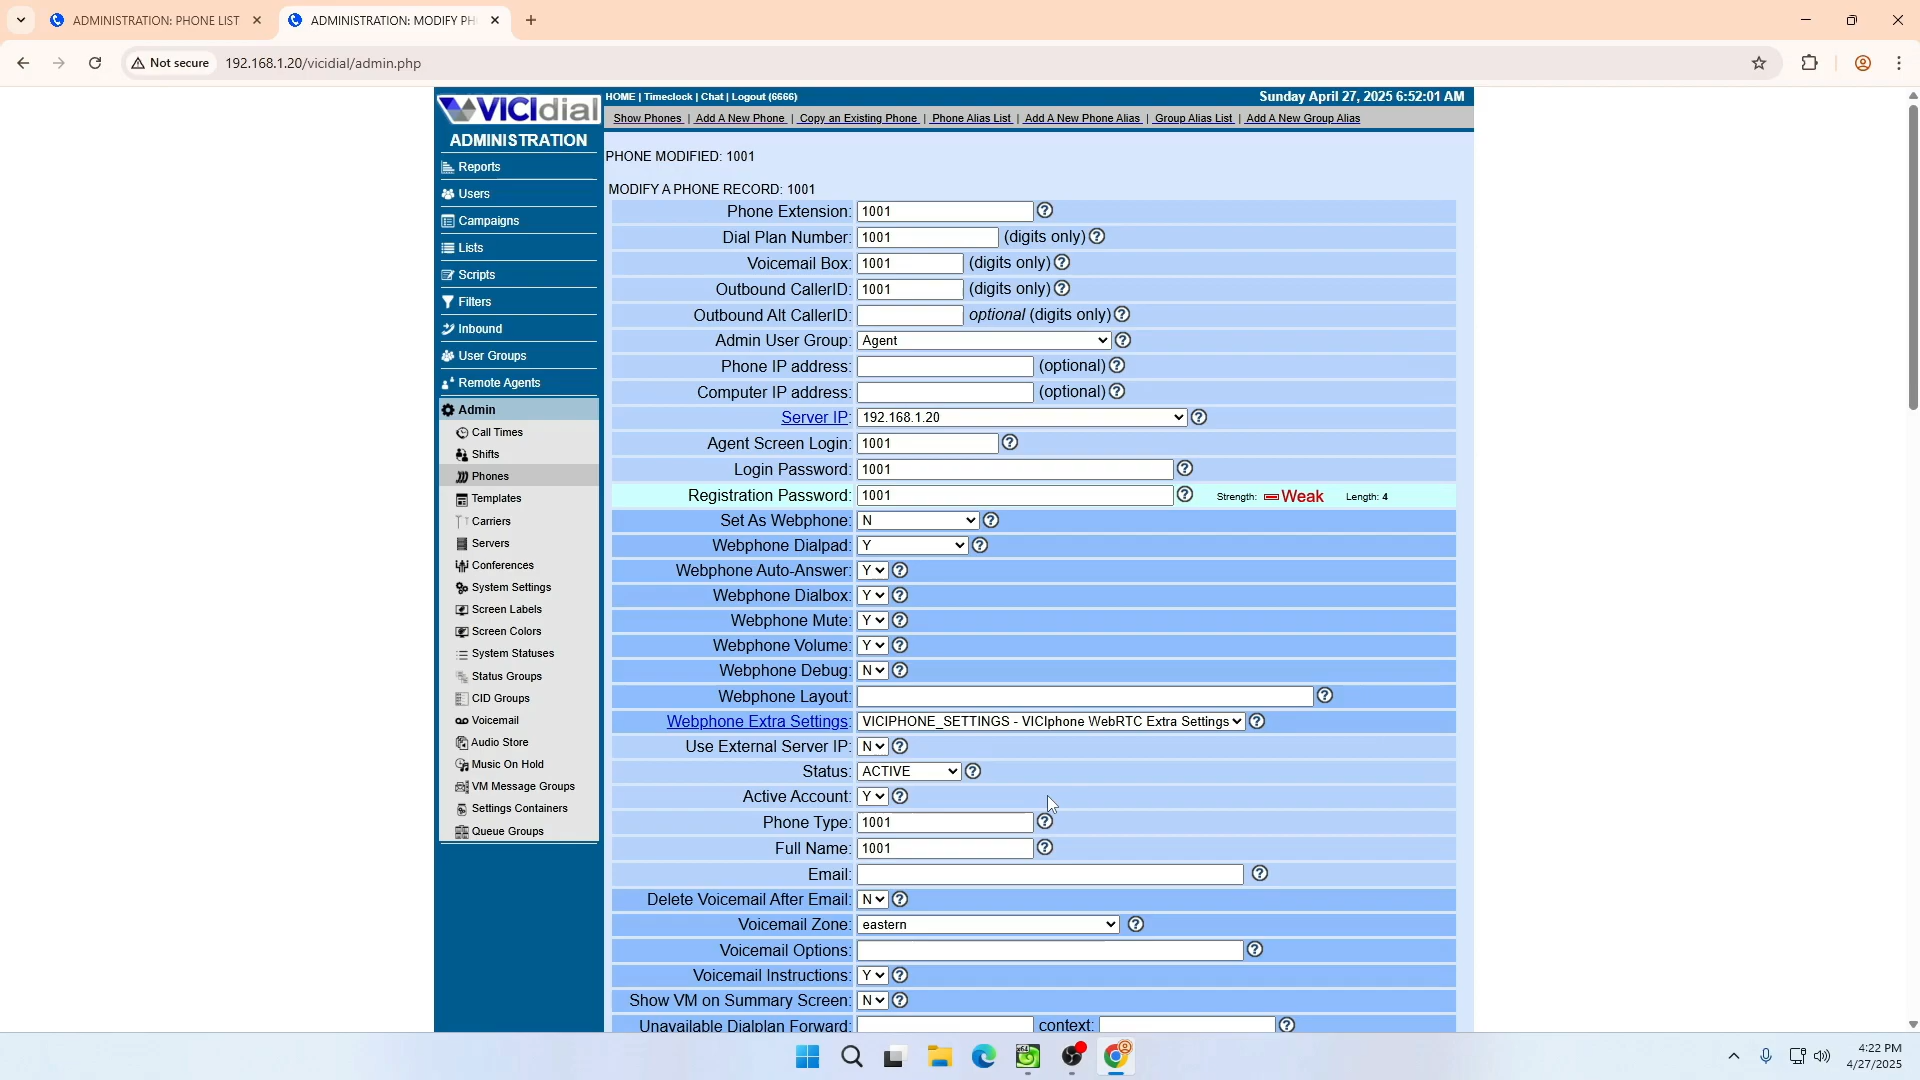 ADMINISTRATION: PHONE LIST
ADMINISTRATION: MODIFY PH
Not secure
192.168.1.20/vicidial/admin.php
VICIdial
ADMINISTRATION
HOME | Timeclock | Chat | Logout (6666)
Sunday April 27, 2025 6:52:01 AM
Show Phones | Add A New Phone | Copy an Existing Phone | Phone Alias List | Add A New Phone Alias | Group Alias List | Add A New Group Alias
Reports
Users
Campaigns
Lists
Scripts
Filters
Inbound
User Groups
Remote Agents
Admin
Call Times
Shifts
Phones
Templates
Carriers
Servers
Conferences
System Settings
Screen Labels
Screen Colors
System Statuses
Status Groups
CID Groups
Voicemail
Audio Store
Music On Hold
VM Message Groups
Settings Containers
Queue Groups
PHONE MODIFIED: 1001
MODIFY A PHONE RECORD: 1001
Phone Extension: 1001
Dial Plan Number: 1001 (digits only)
Voicemail Box: 1001 (digits only)
Outbound CallerID: 1001 (digits only)
Outbound Alt CallerID: optional (digits only)
Admin User Group: Agent
Phone IP address: (optional)
Computer IP address: (optional)
Server IP: 192.168.1.20
Agent Screen Login: 1001
Login Password: 1001
Registration Password: 1001 Strength: Weak Length: 4
Set As Webphone: N
Webphone Dialpad: Y
Webphone Auto-Answer: Y
Webphone Dialbox: Y
Webphone Mute: Y
Webphone Volume: Y
Webphone Debug: N
Webphone Layout:
Webphone Extra Settings: VICIPHONE_SETTINGS - VICIphone WebRTC Extra Settings
Use External Server IP: N
Status: ACTIVE
Active Account: Y
Phone Type: 1001
Full Name: 1001
Email:
Delete Voicemail After Email: N
Voicemail Zone: eastern
Voicemail Options:
Voicemail Instructions: Y
Show VM on Summary Screen: N
Unavailable Dialplan Forward: context:
4:22 PM
4/27/2025